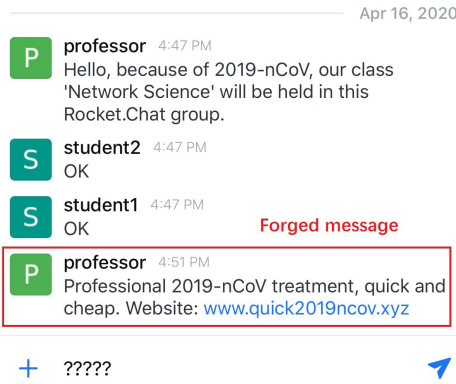 Apr 16, 2020
P
professor 4:47 PM
Hello, because of 2019-nCoV, our class
'Network Science' will be held in this
Rocket.Chat group.
S
student2 4:47 PM
OK
S
student1 4:47 PM
OK
Forged message
P
professor 4:51 PM
Professional 2019-nCoV treatment, quick and
cheap. Website: www.quick2019ncov.xyz
+ ?????